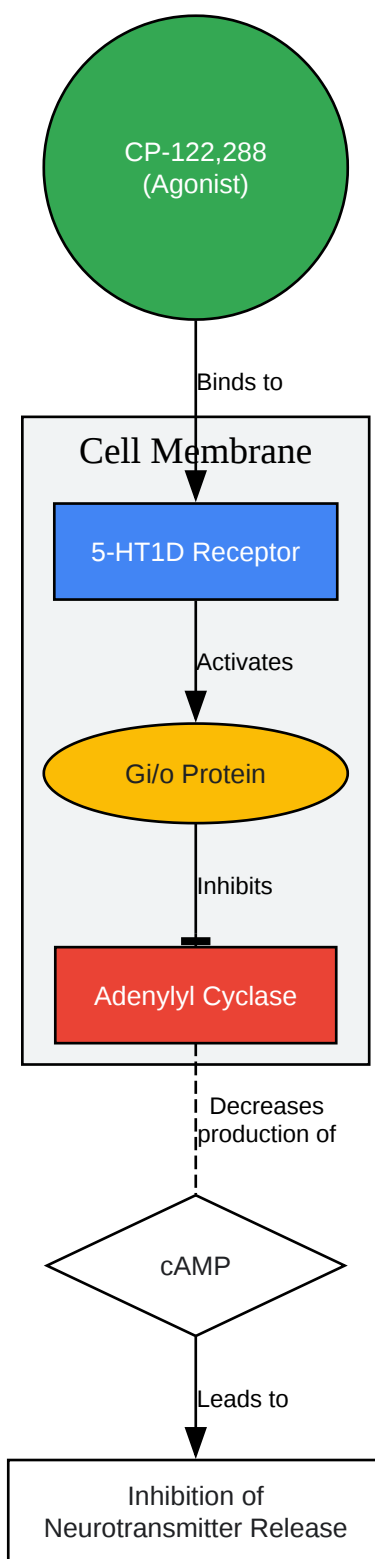 CP-122,288
(Agonist)
Binds to
Cell Membrane
5-HT1D Receptor
Activates
Gi/o Protein
Inhibits
Adenylyl Cyclase
Decreases
production of
cAMP
Leads to
Inhibition of
Neurotransmitter Release